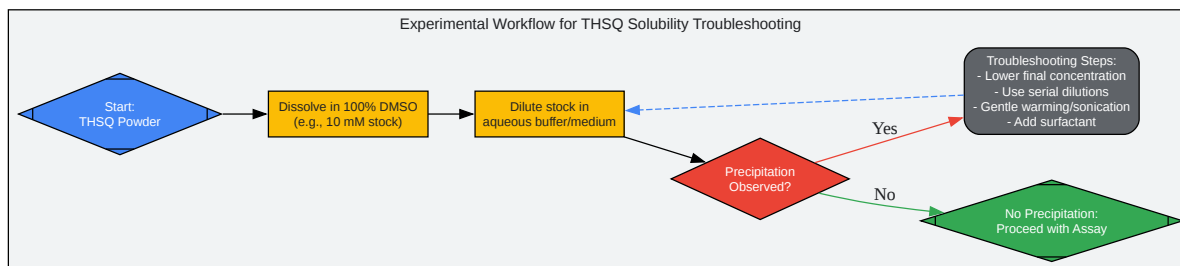 Experimental Workflow for THSQ Solubility Troubleshooting
Start:
THSQ Powder
Dissolve in 100% DMSO
(e.g., 10 mM stock)
Dilute stock in
aqueous buffer/medium
Precipitation
Observed?
Yes
Troubleshooting Steps:
- Lower final concentration
- Use serial dilutions
- Gentle warming/sonication
- Add surfactant
No
No Precipitation:
Proceed with Assay